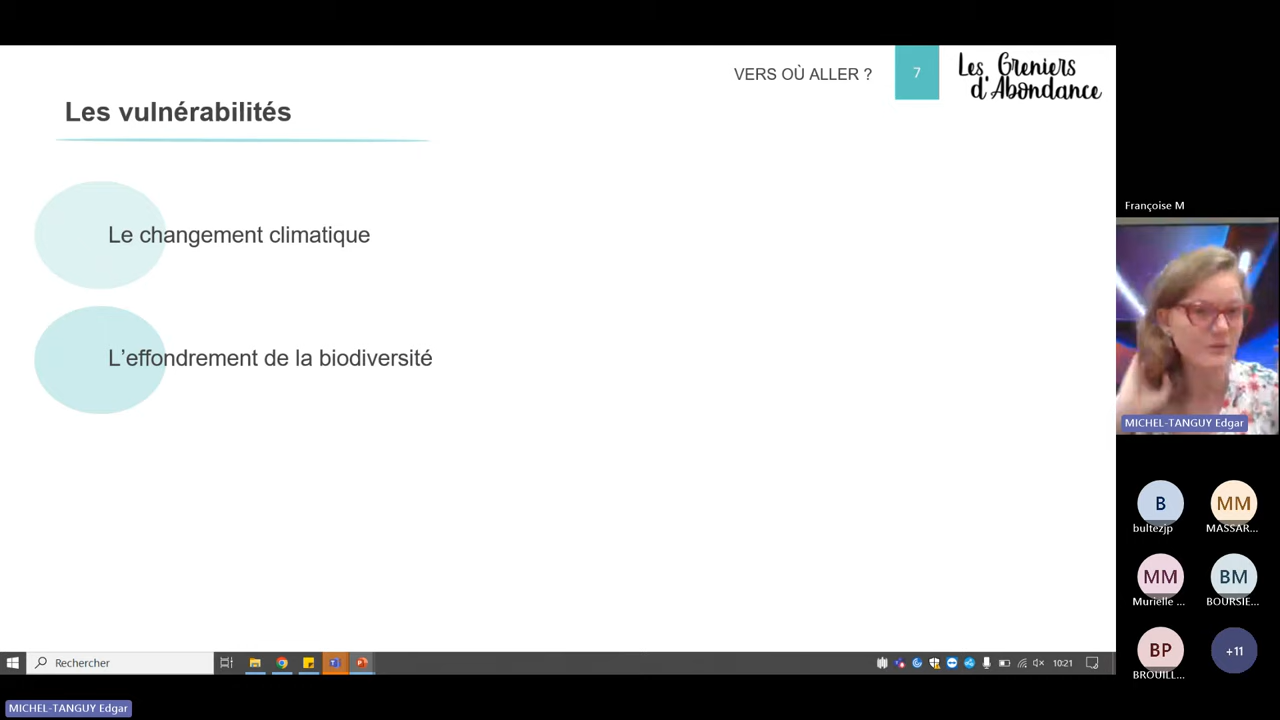 VERS OÙ ALLER ?
7
Les Greniers
d'Abondance
Les vulnérabilités
Le changement climatique
L’effondrement de la biodiversité
Françoise M
MICHEL-TANGUY Edgar
B
bultezjp
MM
MASSAR...
MM
Murielle ...
BM
BOURSIE...
BP
BROUILL...
+11
Rechercher
10:21
MICHEL-TANGUY Edgar